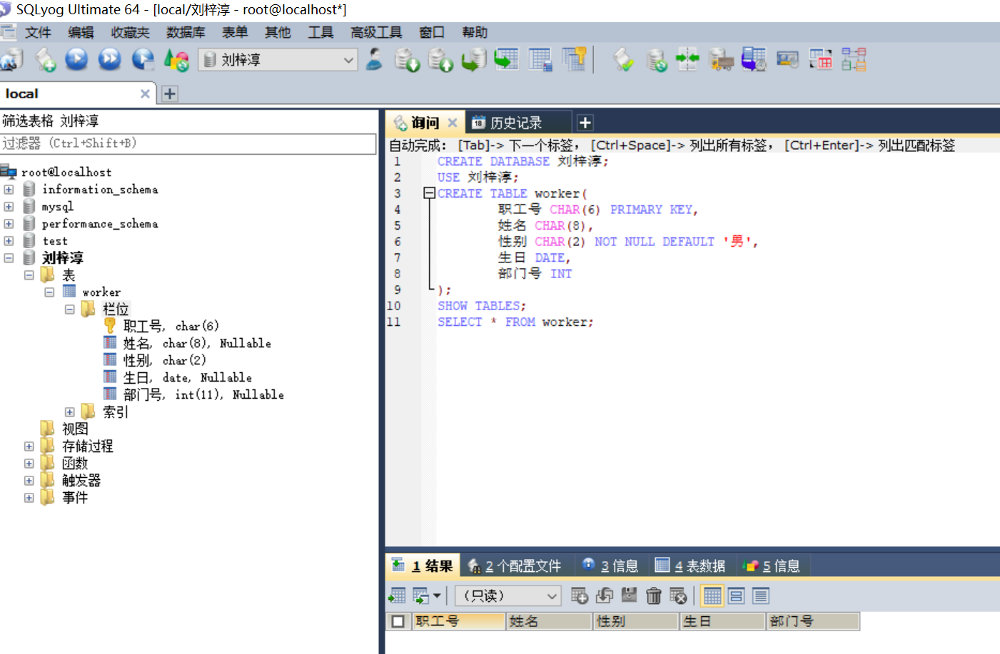 SQLyog Ultimate 64 - [local/刘梓淳 - root@localhost*]
文件 编辑 收藏夹 数据库 表单 其他 工具 高级工具 窗口 帮助
刘梓淳
local
筛选表格 刘梓淳
过滤器 (Ctrl+Shift+B)
root@localhost
information_schema
mysql
performance_schema
test
刘梓淳
表
worker
栏位
职工号, char(6)
姓名, char(8), Nullable
性别, char(2)
生日, date, Nullable
部门号, int(11), Nullable
索引
视图
存储过程
函数
触发器
事件
询问 18 历史记录
自动完成: [Tab]-> 下一个标签, [Ctrl+Space]-> 列出所有标签, [Ctrl+Enter]-> 列出匹配标签
1 CREATE DATABASE 刘梓淳;
2 USE 刘梓淳;
3 CREATE TABLE worker(
4 职工号 CHAR(6) PRIMARY KEY,
5 姓名 CHAR(8),
6 性别 CHAR(2) NOT NULL DEFAULT '男',
7 生日 DATE,
8 部门号 INT
9 );
10 SHOW TABLES;
11 SELECT * FROM worker;
1 结果 2 个配置文件 3 信息 4 表数据 5 信息
(只读)
职工号 姓名 性别 生日 部门号